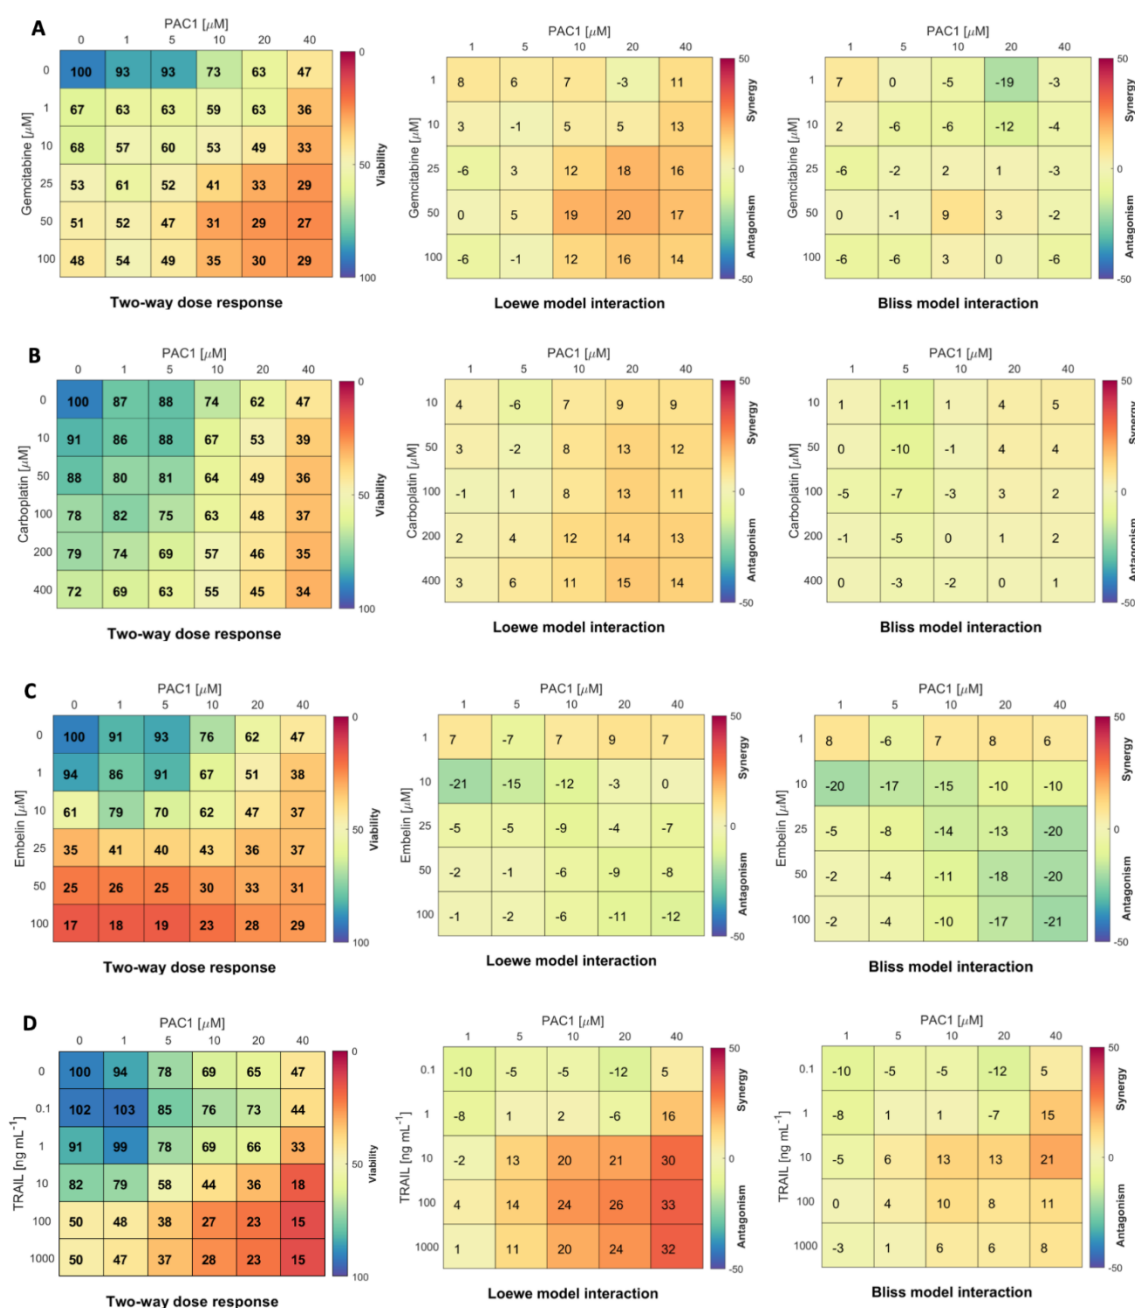 A
PAC1 [μM]
0 1 5 10 20 40
Gemcitabine [μM]
0 100 93 93 73 63 47
1 67 63 63 59 63 36
10 68 57 60 53 49 33
25 53 61 52 41 33 29
50 51 52 47 31 29 27
100 48 54 49 35 30 29
0
50
100
Viability
Two-way dose response
PAC1 [μM]
1 5 10 20 40
Gemcitabine [μM]
1 8 6 7 -3 11
10 3 -1 5 5 13
25 -6 3 12 18 16
50 0 5 19 20 17
100 -6 -1 12 16 14
50
0
-50
Synergy
Antagonism
Loewe model interaction
PAC1 [μM]
1 5 10 20 40
Gemcitabine [μM]
1 7 0 -5 -19 -3
10 2 -6 -6 -12 -4
25 -6 -2 2 1 -3
50 0 -1 9 3 -2
100 -6 -6 3 0 -6
50
0
-50
Synergy
Antagonism
Bliss model interaction
B
PAC1 [μM]
0 1 5 10 20 40
Carboplatin [μM]
0 100 87 88 74 62 47
10 91 86 88 67 53 39
50 88 80 81 64 49 36
100 78 82 75 63 48 37
200 79 74 69 57 46 35
400 72 69 63 55 45 34
0
50
100
Viability
Two-way dose response
PAC1 [μM]
1 5 10 20 40
Carboplatin [μM]
10 4 -6 7 9 9
50 3 -2 8 13 12
100 -1 1 8 13 11
200 2 4 12 14 13
400 3 6 11 15 14
50
0
-50
Synergy
Antagonism
Loewe model interaction
PAC1 [μM]
1 5 10 20 40
Carboplatin [μM]
10 1 -11 1 4 5
50 0 -10 -1 4 4
100 -5 -7 -3 3 2
200 -1 -5 0 1 2
400 0 -3 -2 0 1
50
0
-50
Synergy
Antagonism
Bliss model interaction
C
PAC1 [μM]
0 1 5 10 20 40
Embelin [μM]
0 100 91 93 76 62 47
1 94 86 91 67 51 38
10 61 79 70 62 47 37
25 35 41 40 43 36 37
50 25 26 25 30 33 31
100 17 18 19 23 28 29
0
50
100
Viability
Two-way dose response
PAC1 [μM]
1 5 10 20 40
Embelin [μM]
1 7 -7 7 9 7
10 -21 -15 -12 -3 0
25 -5 -5 -9 -4 -7
50 -2 -1 -6 -9 -8
100 -1 -2 -6 -11 -12
50
0
-50
Synergy
Antagonism
Loewe model interaction
PAC1 [μM]
1 5 10 20 40
Embelin [μM]
1 8 -6 7 8 6
10 -20 -17 -15 -10 -10
25 -5 -8 -14 -13 -20
50 -2 -4 -11 -18 -20
100 -2 -4 -10 -17 -21
50
0
-50
Synergy
Antagonism
Bliss model interaction
D
PAC1 [μM]
0 1 5 10 20 40
TRAIL [ng mL⁻¹]
0 100 94 78 69 65 47
0.1 102 103 85 76 73 44
1 91 99 78 69 66 33
10 82 79 58 44 36 18
100 50 48 38 27 23 15
1000 50 47 37 28 23 15
0
50
100
Viability
Two-way dose response
PAC1 [μM]
1 5 10 20 40
TRAIL [ng mL⁻¹]
0.1 -10 -5 -5 -12 5
1 -8 1 2 -6 16
10 -2 13 20 21 30
100 4 14 24 26 33
1000 1 11 20 24 32
50
0
-50
Synergy
Antagonism
Loewe model interaction
PAC1 [μM]
1 5 10 20 40
TRAIL [ng mL⁻¹]
0.1 -10 -5 -5 -12 5
1 -8 1 1 -7 15
10 -5 6 13 13 21
100 0 4 10 8 11
1000 -3 1 6 6 8
50
0
-50
Synergy
Antagonism
Bliss model interaction